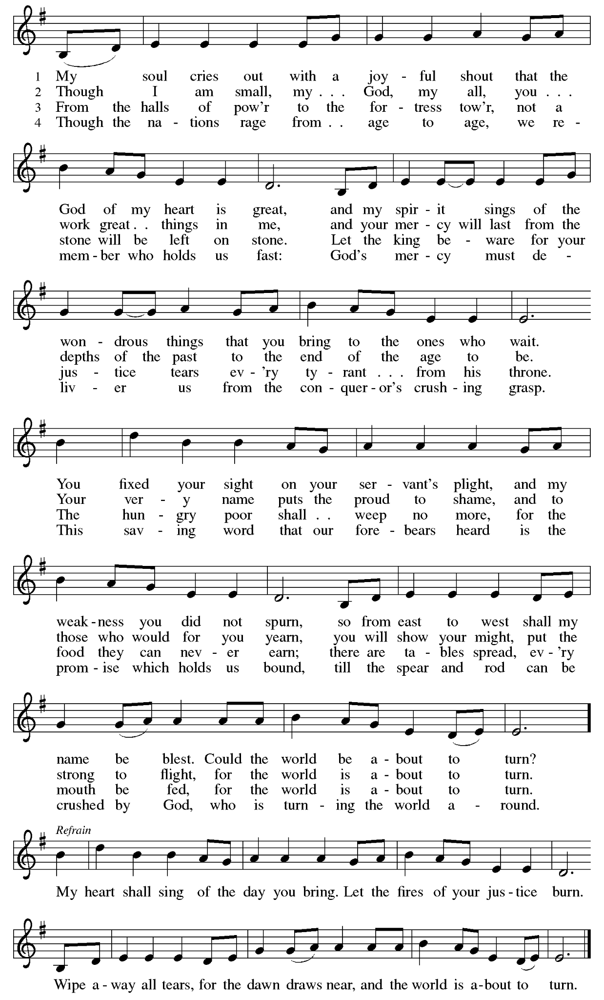 1 My soul cries out with a joy - ful shout that the
2 Though I am small, my . . . God, my all, you . . .
3 From the halls of pow'r to the for - tress tow'r, not a
4 Though the na - tions rage from . . age to age, we re -
God of my heart is great, and my spir - it sings of the
work great . . things in me, and your mer - cy will last from the
stone will be left on stone. Let the king be - ware for your
mem - ber who holds us fast: God's mer - cy must de -
won - drous things that you bring to the ones who wait.
depths of the past to the end of the age to be.
jus - tice tears ev - 'ry ty - rant . . . from his throne.
liv - er us from the con - quer - or's crush - ing grasp.
You fixed your sight on your ser - vant's plight, and my
Your ver - y name puts the proud to shame, and to
The hun - gry poor shall . . weep no more, for the
This sav - ing word that our fore - bears heard is the
weak - ness you did not spurn, so from east to west shall my
those who would for you yearn, you will show your might, put the
food they can nev - er earn; there are ta - bles spread, ev - 'ry
prom - ise which holds us bound, till the spear and rod can be
name be blest. Could the world be a - bout to turn?
strong to flight, for the world is a - bout to turn.
mouth be fed, for the world is a - bout to turn.
crushed by God, who is turn - ing the world a - round.
Refrain
My heart shall sing of the day you bring. Let the fires of your jus - tice burn.
Wipe a - way all tears, for the dawn draws near, and the world is a - bout to turn.